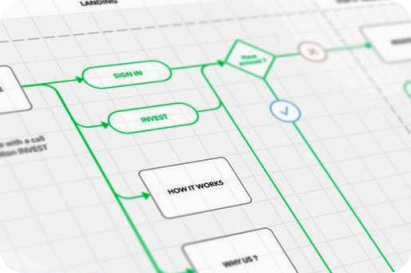 LANDING
SIGN IN
Have
account ?
INVEST
with a call
INVEST
HOW IT WORKS
WHY US ?